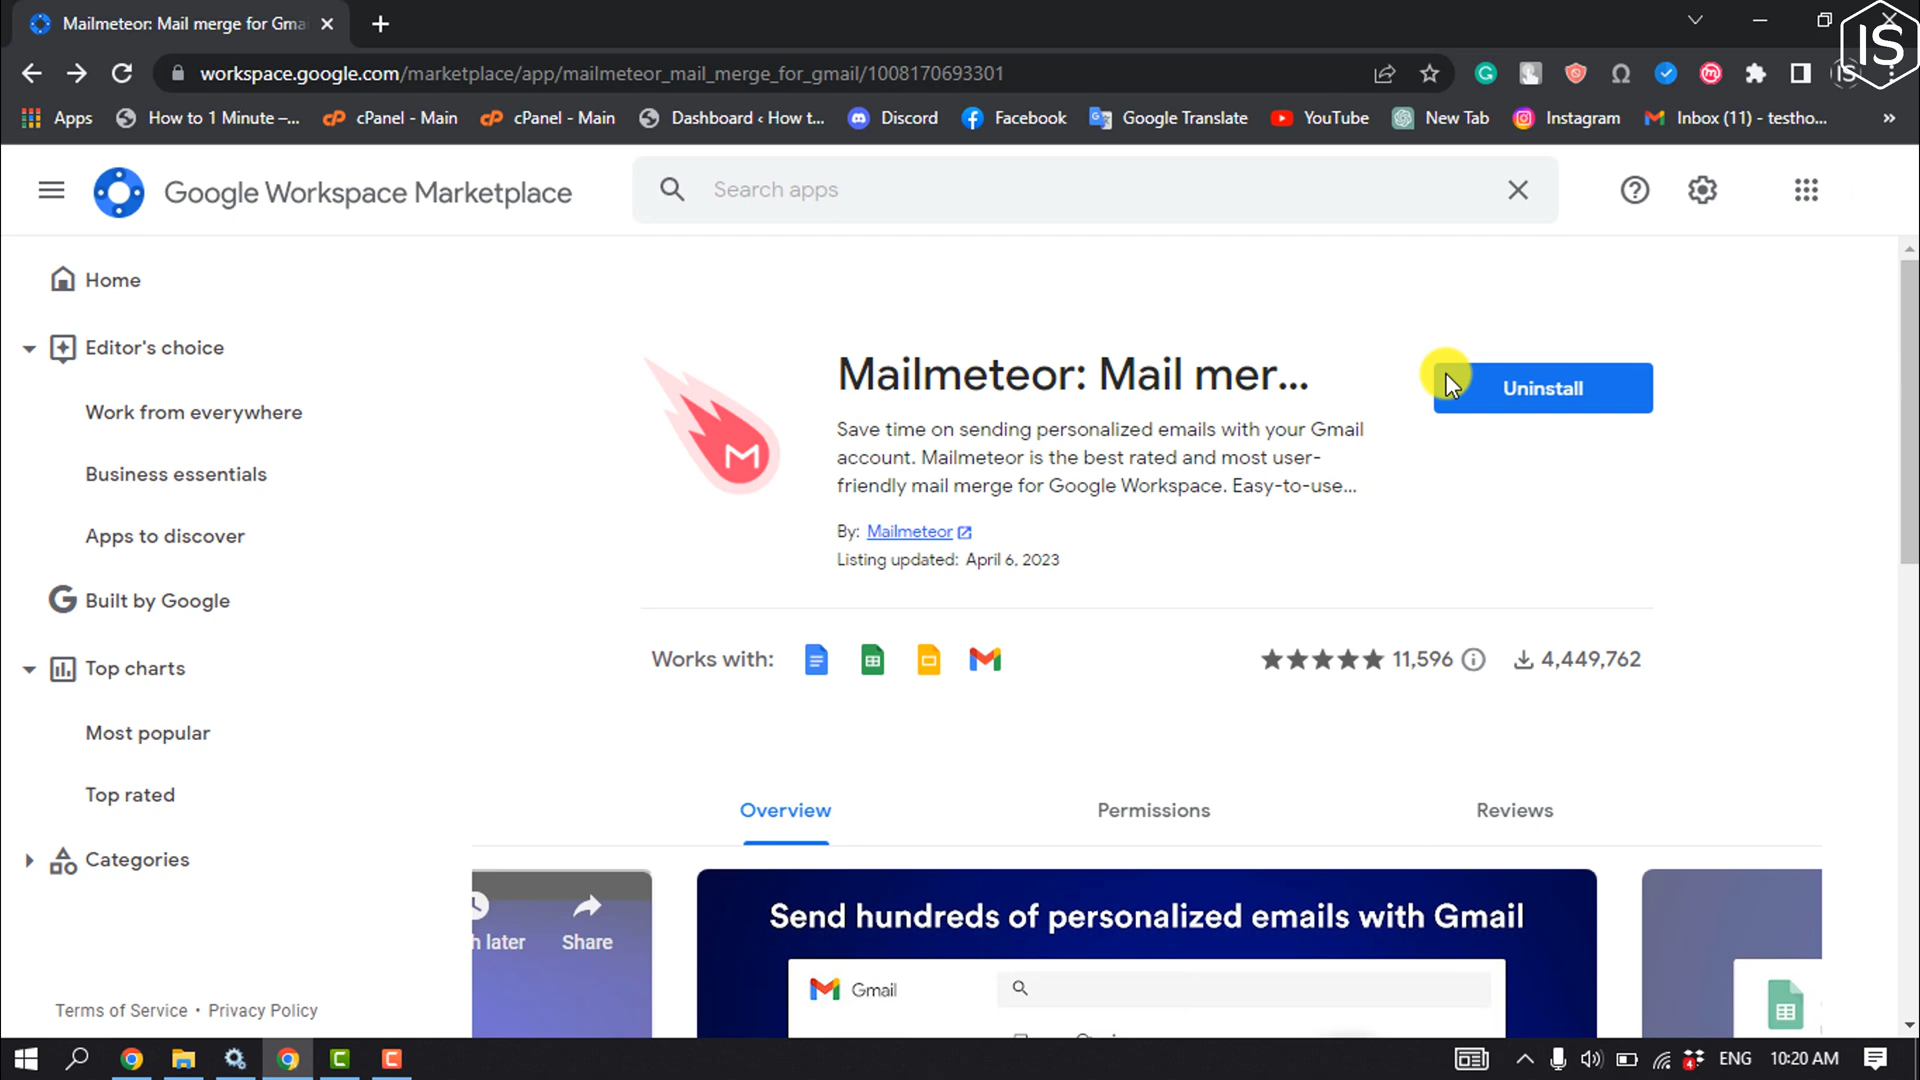 Mailmeteor: Mail merge for Gma
IS
workspace.google.com/marketplace/app/mailmeteor_mail_merge_for_gmail/1008170693301
Apps
How to 1 Minute –...
cPanel - Main
cPanel - Main
Dashboard ‹ How t...
Discord
Facebook
Google Translate
YouTube
New Tab
Instagram
Inbox (11) - testho...
»
Google Workspace Marketplace
Search apps
Home
Editor's choice
Work from everywhere
Business essentials
Apps to discover
Built by Google
Top charts
Most popular
Top rated
Categories
Terms of Service • Privacy Policy
Mailmeteor: Mail mer...
Uninstall
Save time on sending personalized emails with your Gmail
account. Mailmeteor is the best rated and most user-
friendly mail merge for Google Workspace. Easy-to-use...
By: Mailmeteor
Listing updated: April 6, 2023
Works with:
11,596
4,449,762
Overview
Permissions
Reviews
h later
Share
Send hundreds of personalized emails with Gmail
Gmail
ENG
10:20 AM